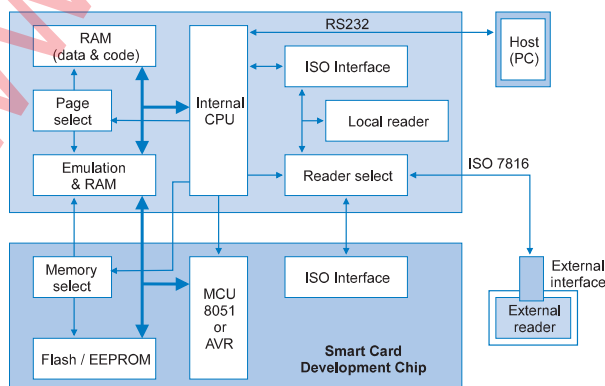 RS232
RAM
(data & code)
Host
(PC)
ISO Interface
Page
select
Internal
CPU
Local reader
Emulation
& RAM
Reader select
ISO 7816
Memory
select
MCU
8051
or
AVR
ISO Interface
External
interface
External
reader
Flash / EEPROM
Smart Card
Development Chip